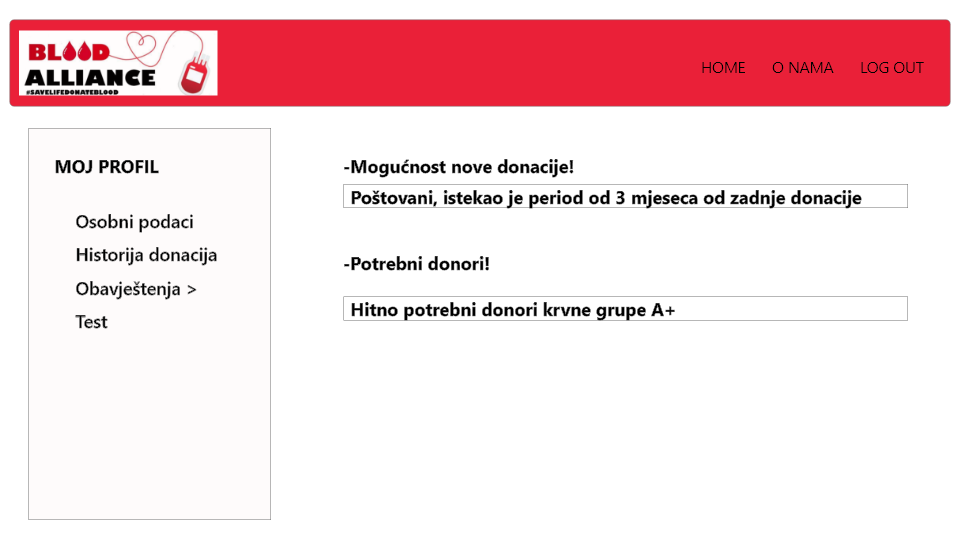 BLOOD
ALLIANCE
#SAVELIFEDONATEBLOOD
HOME O NAMA LOG OUT
MOJ PROFIL
Osobni podaci
Historija donacija
Obavještenja >
Test
-Mogućnost nove donacije!
Poštovani, istekao je period od 3 mjeseca od zadnje donacije
-Potrebni donori!
Hitno potrebni donori krvne grupe A+